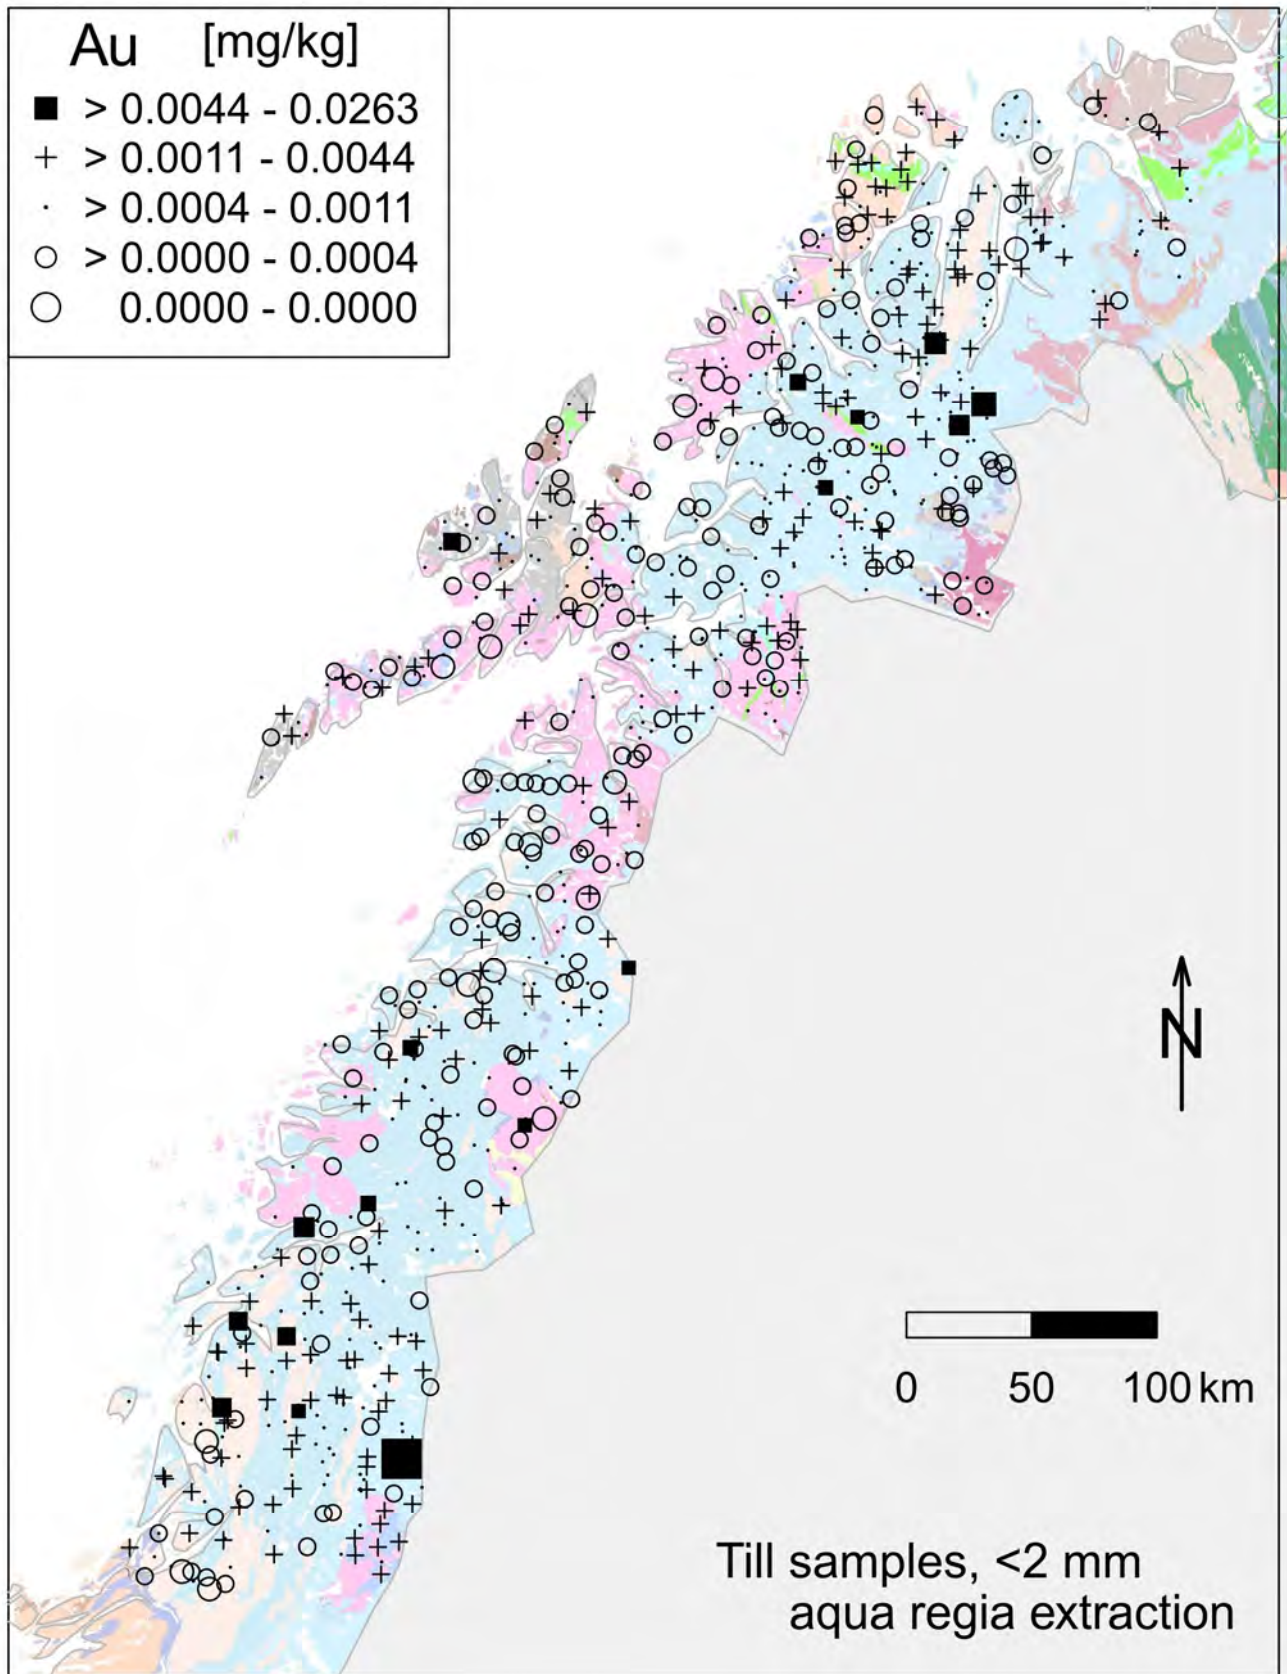 Au [mg/kg]
> 0.0044 - 0.0263
> 0.0011 - 0.0044
> 0.0004 - 0.0011
> 0.0000 - 0.0004
0.0000 - 0.0000
N
0 50 100 km
Till samples, <2 mm
aqua regia extraction